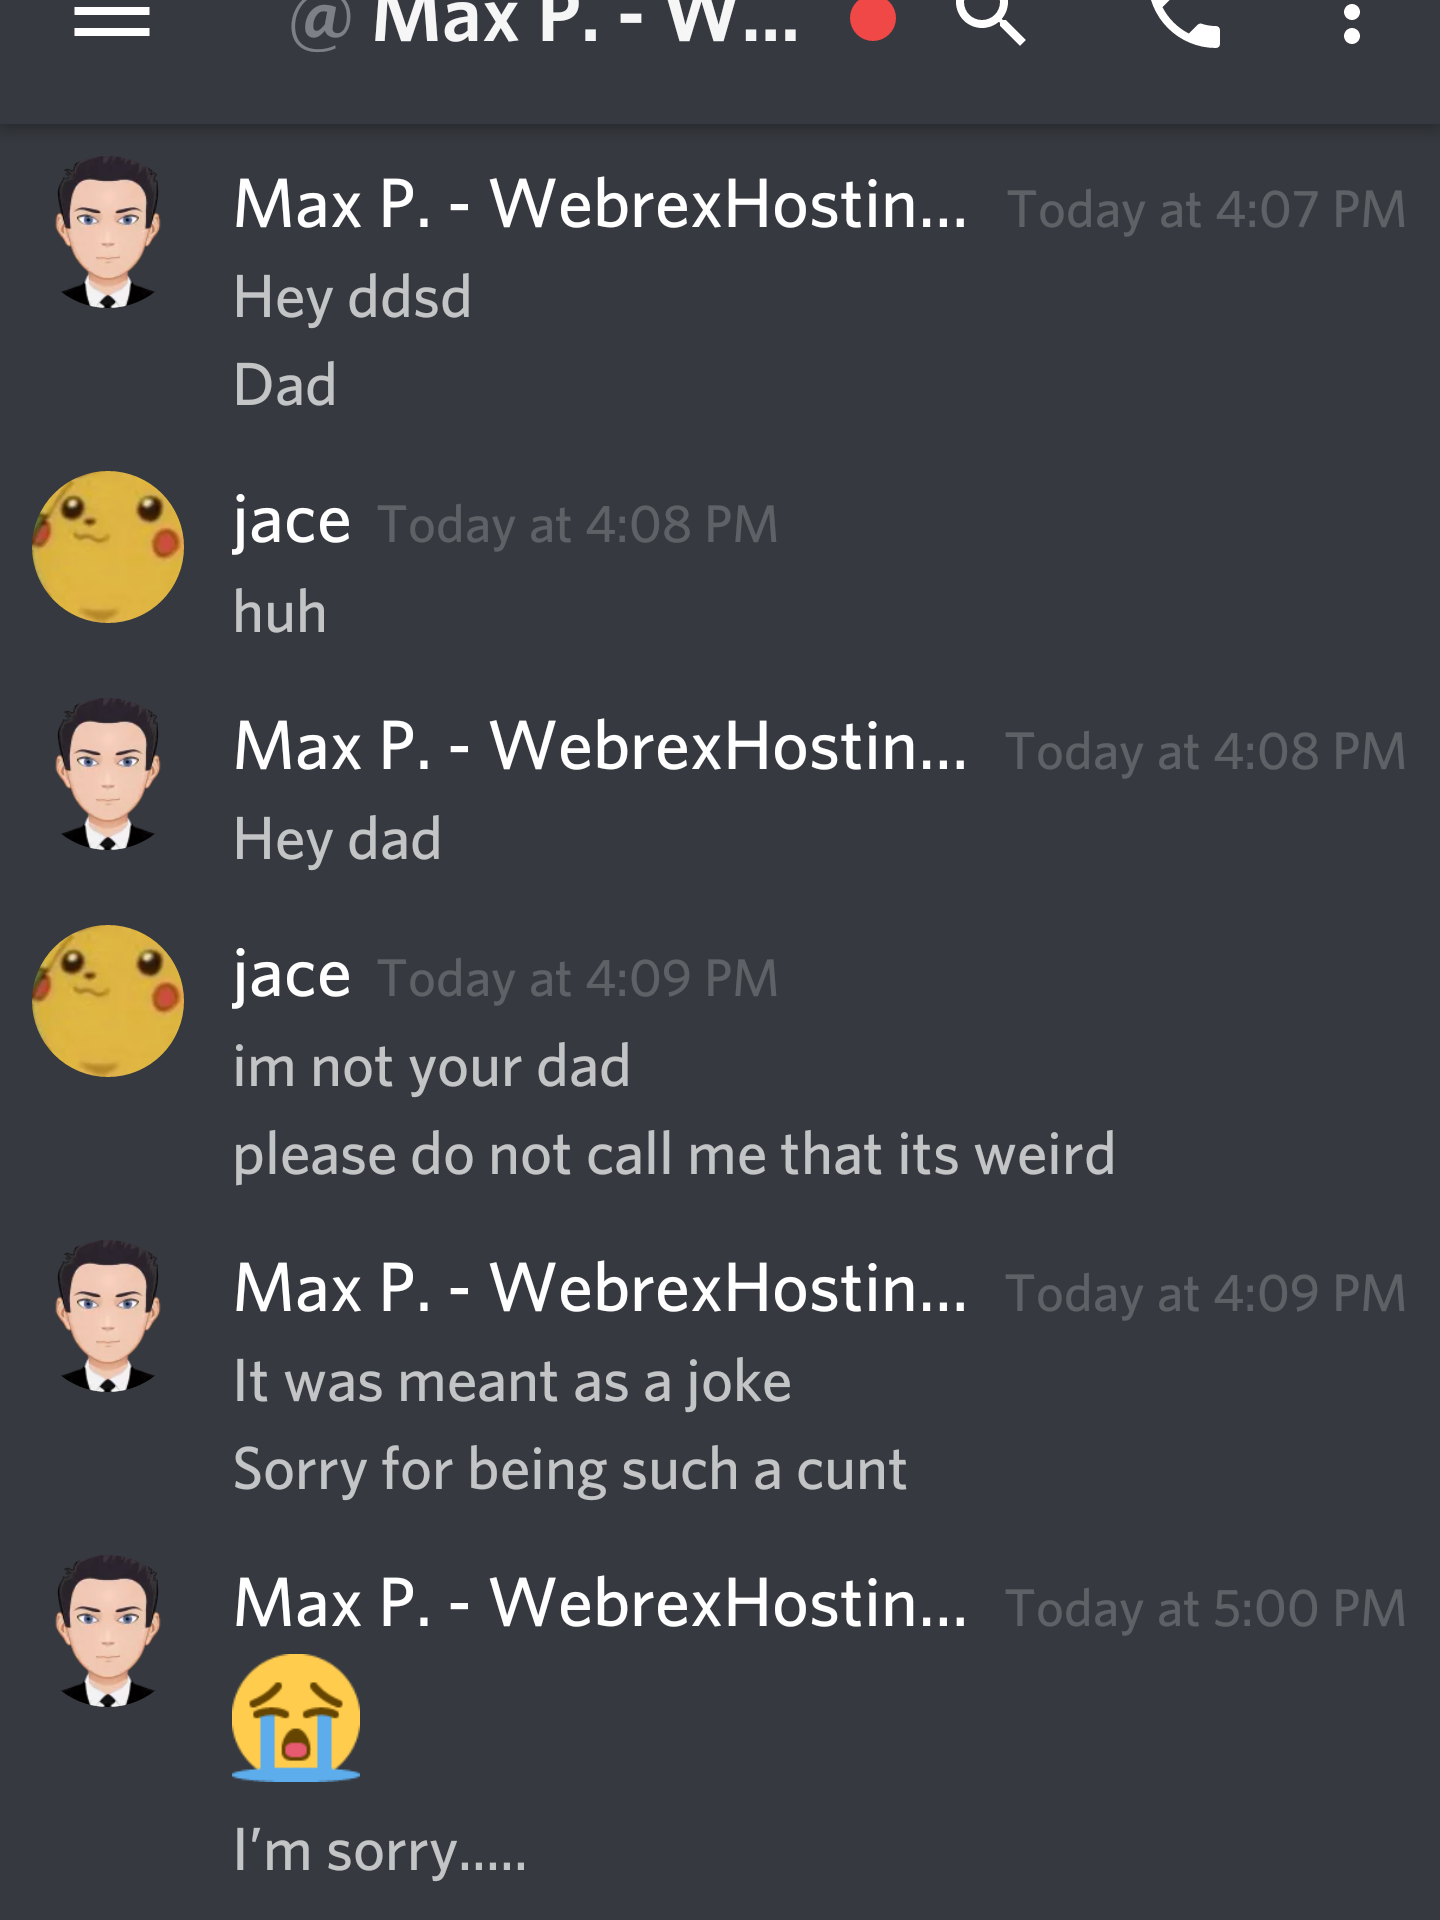 @ Max P. - W...
Max P. - WebrexHostin... Today at 4:07 PM
Hey ddsd
Dad
jace Today at 4:08 PM
huh
Max P. - WebrexHostin... Today at 4:08 PM
Hey dad
jace Today at 4:09 PM
im not your dad
please do not call me that its weird
Max P. - WebrexHostin... Today at 4:09 PM
It was meant as a joke
Sorry for being such a cunt
Max P. - WebrexHostin... Today at 5:00 PM
I'm sorry.....